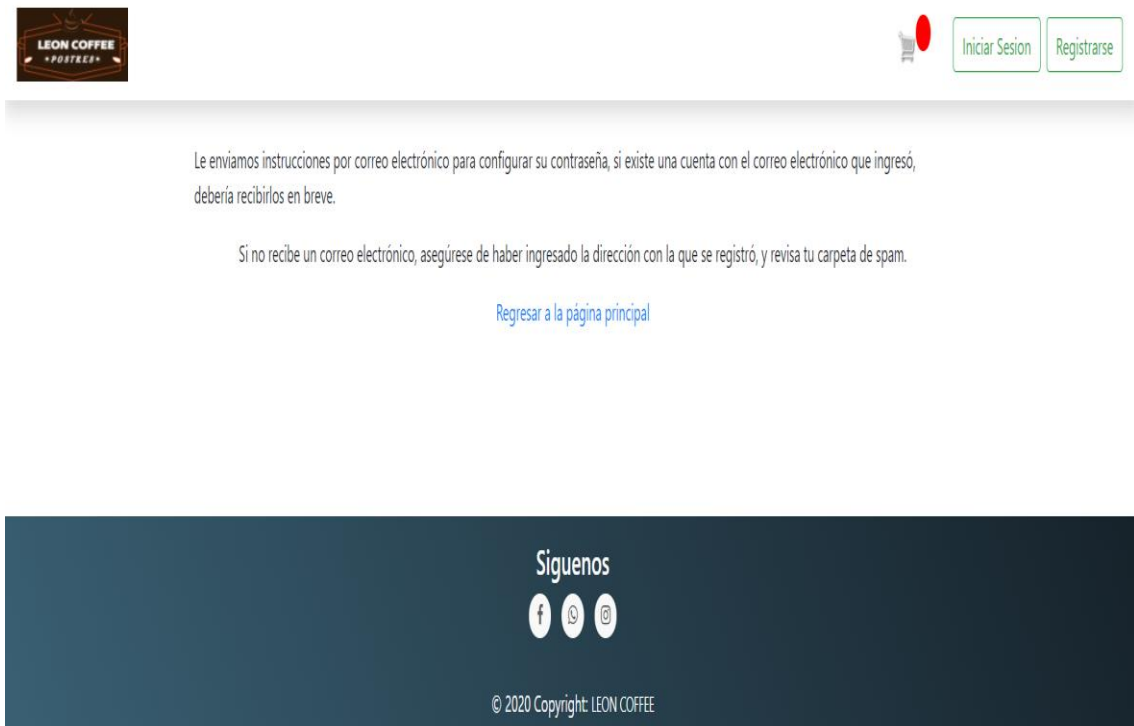 LEON COFFEE
POSTRES
Iniciar Sesion
Registrarse
Le enviamos instrucciones por correo electrónico para configurar su contraseña, si existe una cuenta con el correo electrónico que ingresó,
debería recibirlos en breve.
Si no recibe un correo electrónico, asegúrese de haber ingresado la dirección con la que se registró, y revisa tu carpeta de spam.
Regresar a la página principal
Siguenos
© 2020 Copyright: LEON COFFEE